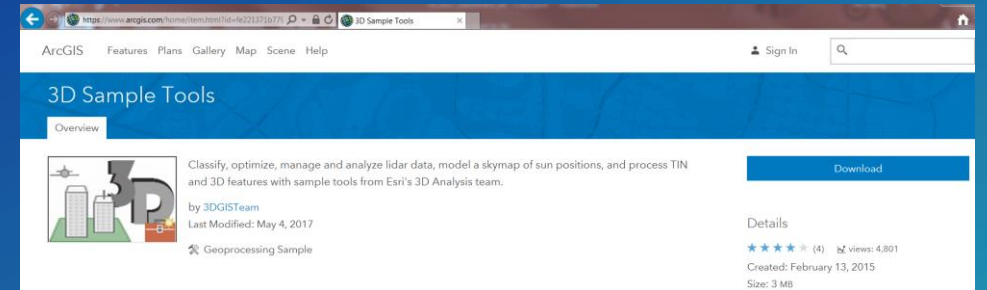 https://www.arcgis.com/home/item.html?id=fe221371b77 3D Sample Tools
ArcGIS Features Plans Gallery Map Scene Help Sign In
3D Sample Tools
Overview
3D
Classify, optimize, manage and analyze lidar data, model a skymap of sun positions, and process TIN
and 3D features with sample tools from Esri's 3D Analysis team.
by 3DGISTeam
Last Modified: May 4, 2017
Geoprocessing Sample
Download
Details
(4) views: 4,801
Created: February 13, 2015
Size: 3 MB